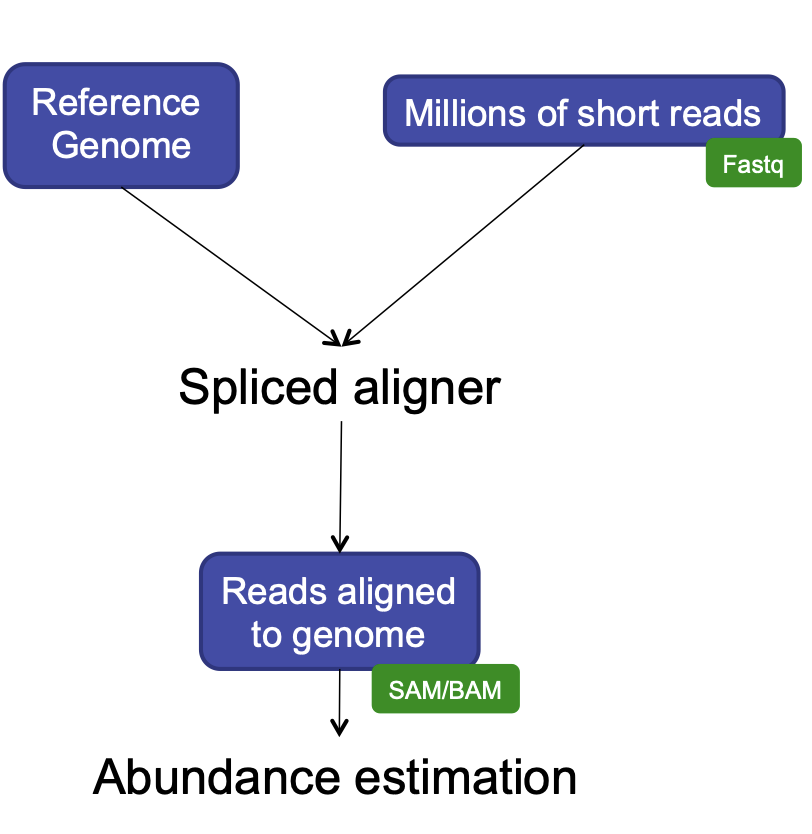 Reference
Genome
Millions of short reads
Fastq
Spliced aligner
Reads aligned
to genome
SAM/BAM
Abundance estimation